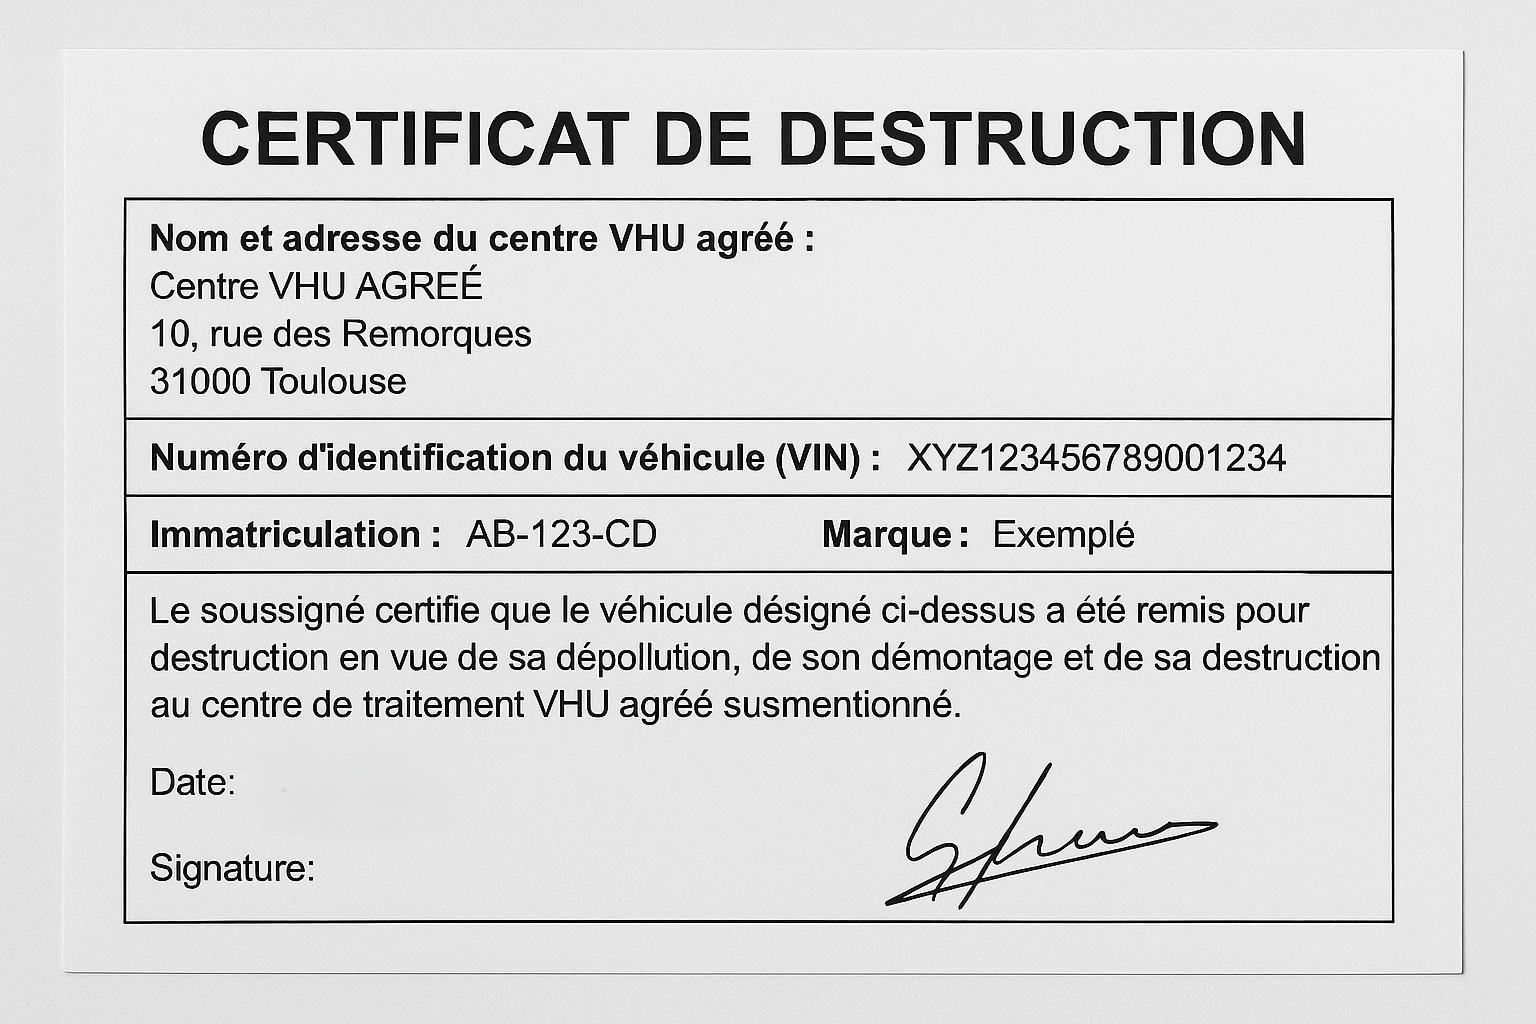 CERTIFICAT DE DESTRUCTION
Nom et adresse du centre VHU agréé :
Centre VHU AGREÉ
10, rue des Remorques
31000 Toulouse
Numéro d'identification du véhicule (VIN) : XYZ123456789001234
Immatriculation : AB-123-CD Marque : Exemplé
Le soussigné certifie que le véhicule désigné ci-dessus a été remis pour
destruction en vue de sa dépollution, de son démontage et de sa destruction
au centre de traitement VHU agréé susmentionné.
Date:
Signature: